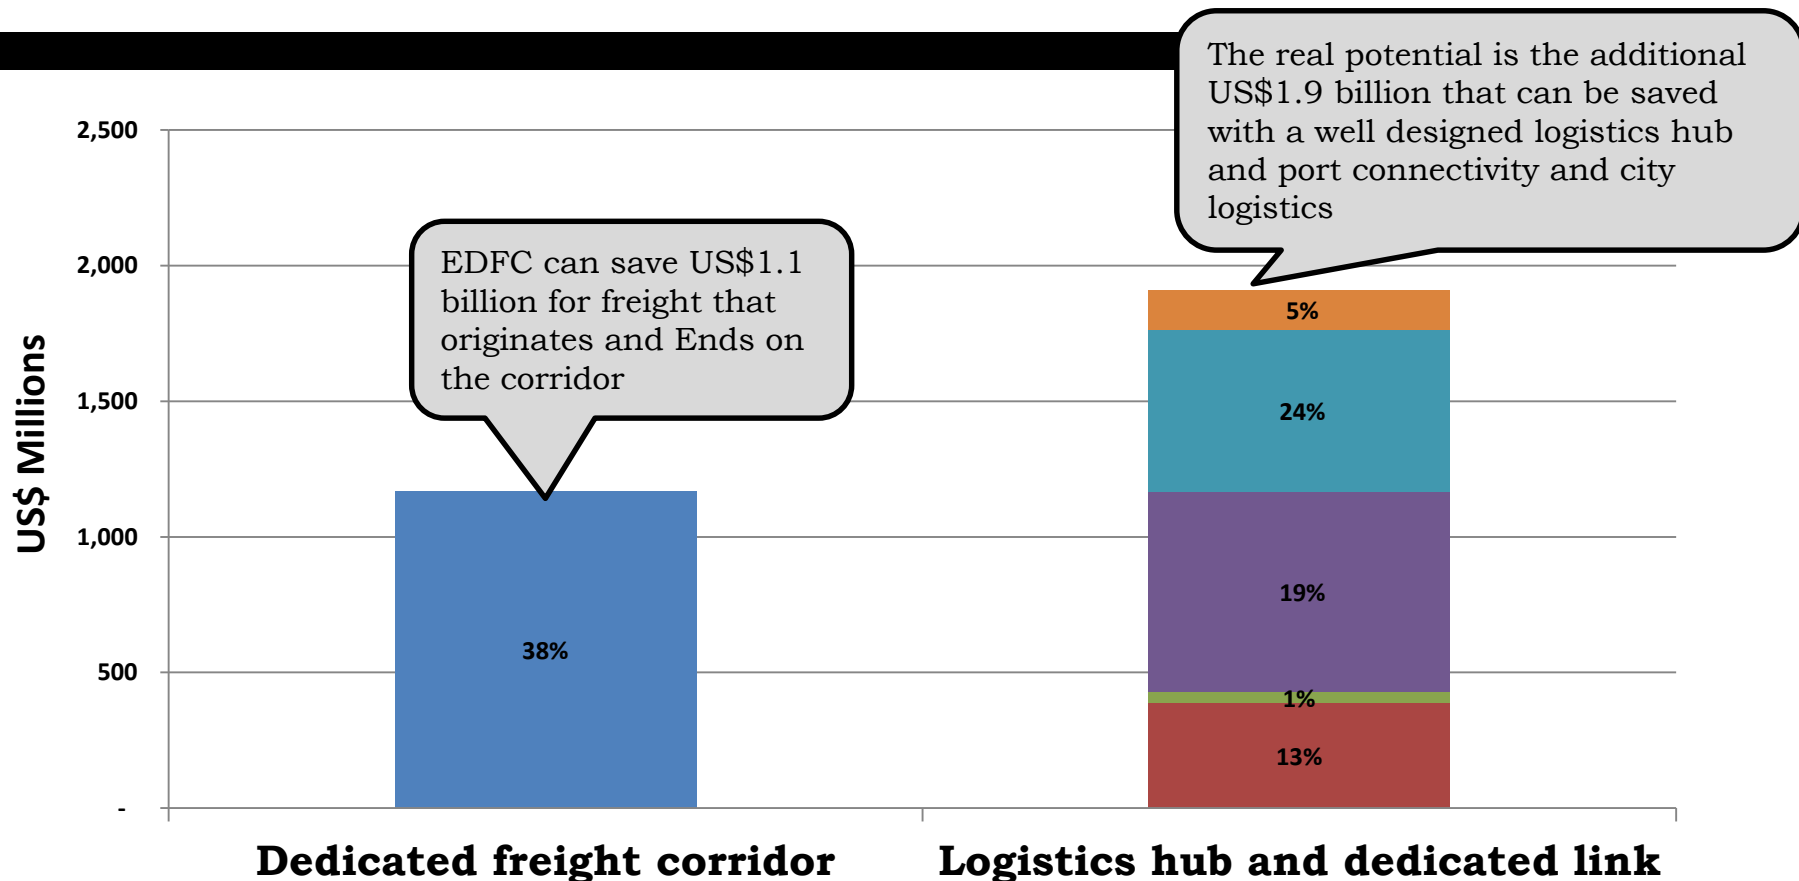 The real potential is the additional
US$1.9 billion that can be saved
with a well designed logistics hub
and port connectivity and city
logistics
EDFC can save US$1.1
billion for freight that
originates and Ends on
the corridor
US$ Millions
2,500
2,000
1,500
1,000
500
-
38%
5%
24%
19%
1%
13%
Dedicated freight corridor
Logistics hub and dedicated link